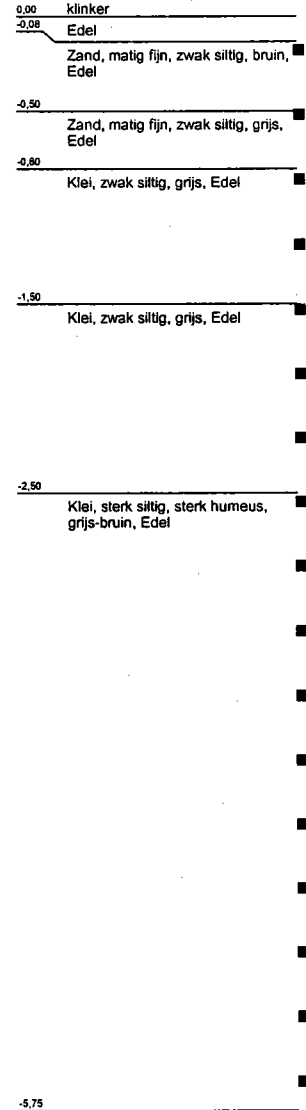 0,00 klinker
-0,08 Edel
Zand, matig fijn, zwak siltig, bruin,
Edel
-0,50
Zand, matig fijn, zwak siltig, grijs,
Edel
-0,80
Klei, zwak siltig, grijs, Edel
-1,50
Klei, zwak siltig, grijs, Edel
-2,50
Klei, sterk siltig, sterk humeus,
grijs-bruin, Edel
-5,75